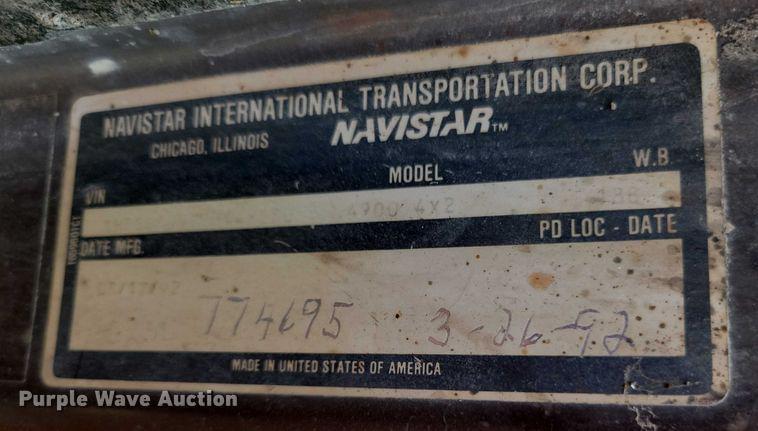 NAVISTAR INTERNATIONAL TRANSPORTATION CORP.
CHICAGO, ILLINOIS NAVISTAR™
VIN MODEL W.B.
4900 4X2
DATE MFG. PD LOC - DATE
774695 3-26-92
MADE IN UNITED STATES OF AMERICA
Purple Wave Auction